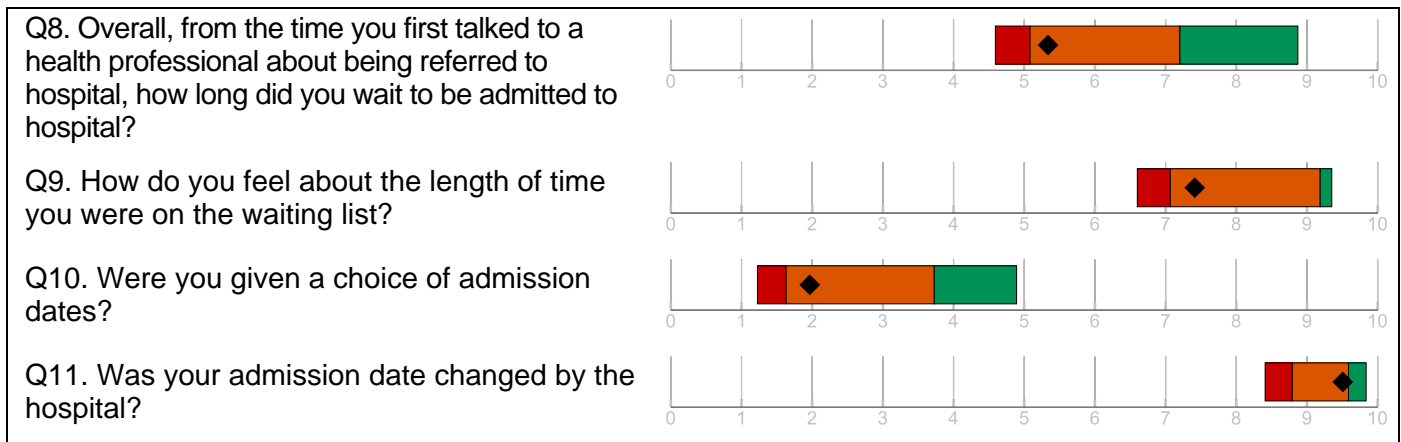 Q8. Overall, from the time you first talked to a
health professional about being referred to
hospital, how long did you wait to be admitted to
hospital?
0 1 2 3 4 5 6 7 8 9 10
Q9. How do you feel about the length of time
you were on the waiting list?
0 1 2 3 4 5 6 7 8 9 10
Q10. Were you given a choice of admission
dates?
0 1 2 3 4 5 6 7 8 9 10
Q11. Was your admission date changed by the
hospital?
0 1 2 3 4 5 6 7 8 9 10